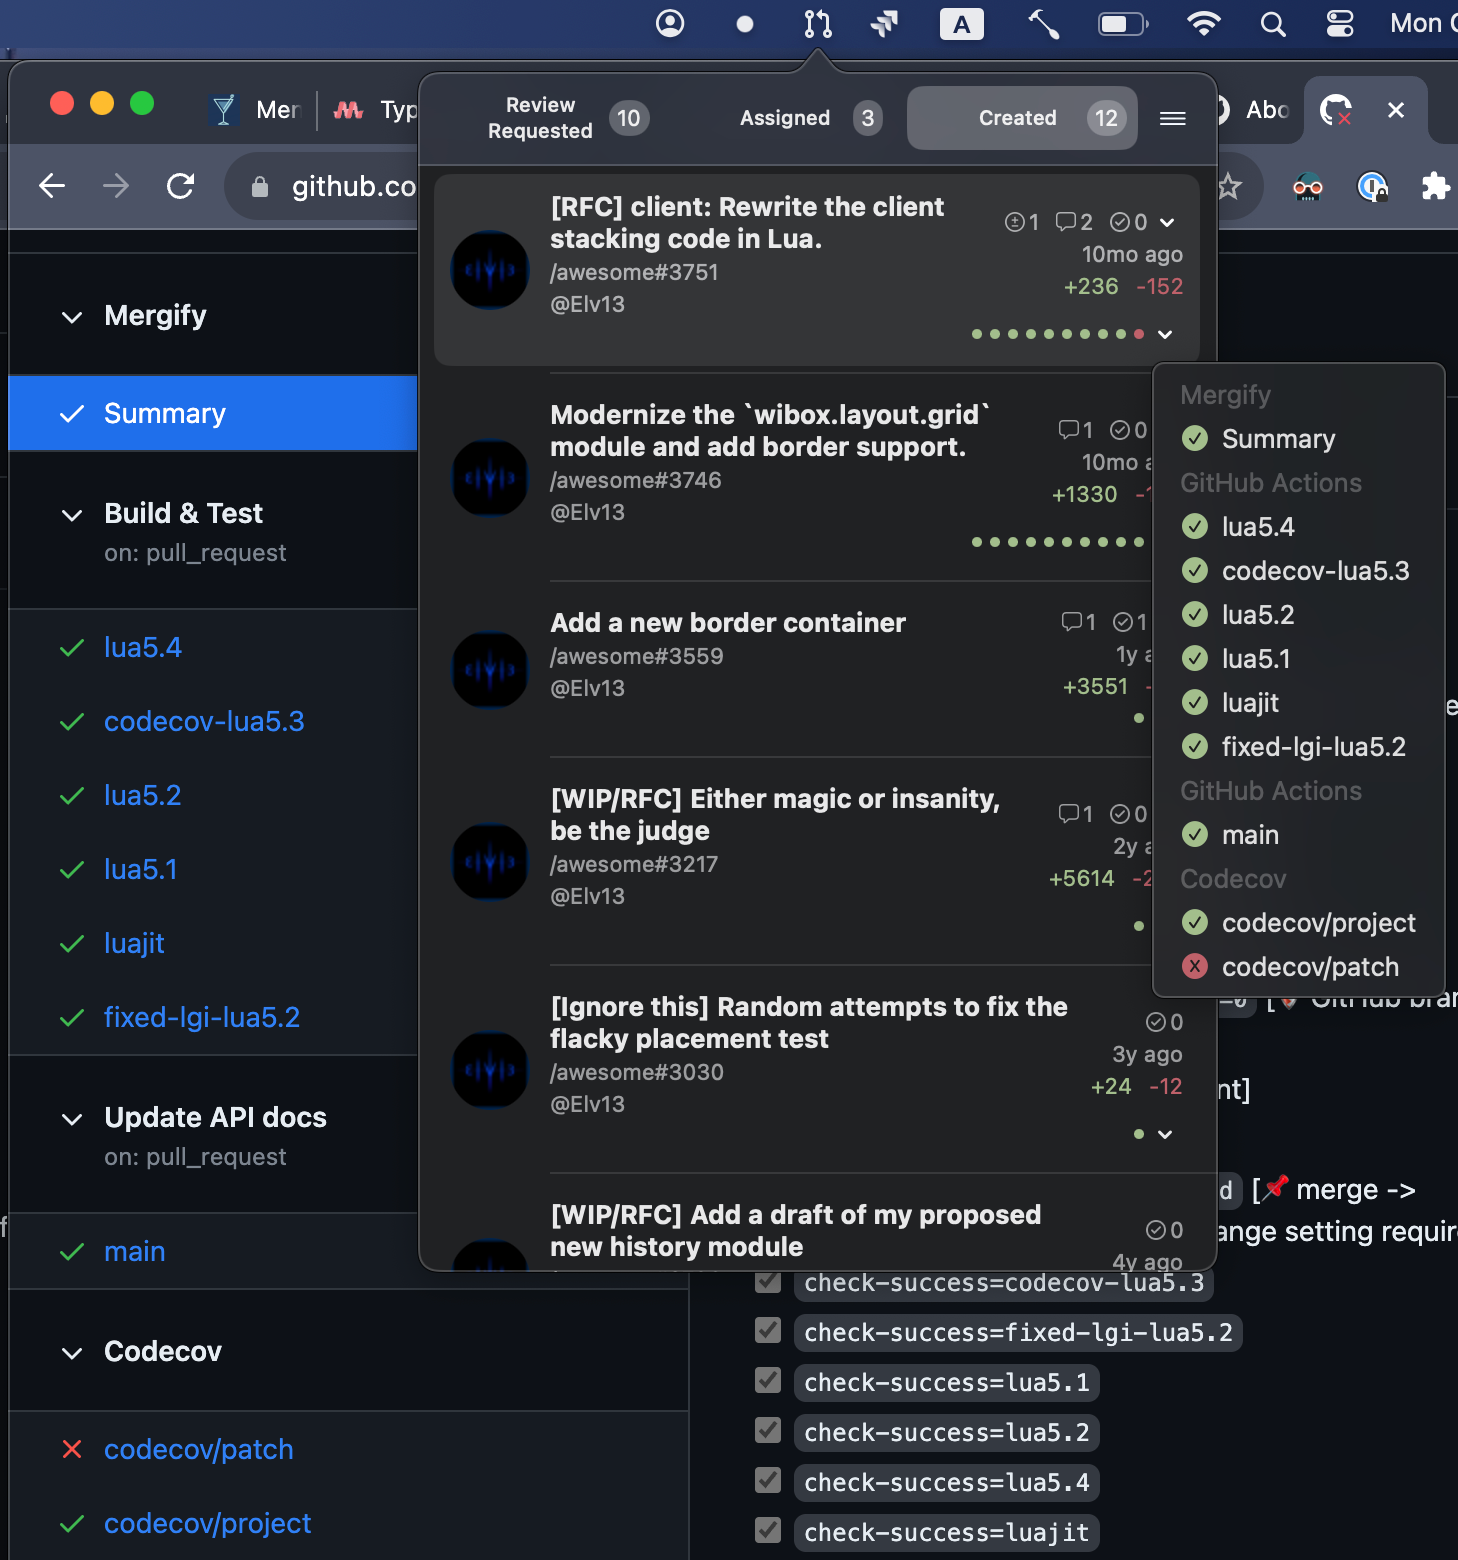 A
Mon
Mer
Typ
Abo
github.co
Review
Requested 10
Assigned 3
Created 12
[RFC] client: Rewrite the client
stacking code in Lua.
/awesome#3751
@Elv13
1 2 0
10mo ago
+236 -152
Modernize the `wibox.layout.grid`
module and add border support.
/awesome#3746
@Elv13
1 0
10mo
+1330
Add a new border container
/awesome#3559
@Elv13
1 1
1y
+3551
[WIP/RFC] Either magic or insanity,
be the judge
/awesome#3217
@Elv13
1 0
2y
+5614 -2
[Ignore this] Random attempts to fix the
flacky placement test
/awesome#3030
@Elv13
0
3y ago
+24 -12
[WIP/RFC] Add a draft of my proposed
new history module
0
4y ago
Mergify
Summary
GitHub Actions
lua5.4
codecov-lua5.3
lua5.2
lua5.1
luajit
fixed-lgi-lua5.2
GitHub Actions
main
Codecov
codecov/project
codecov/patch
Mergify
Summary
Build & Test
on: pull_request
lua5.4
codecov-lua5.3
lua5.2
lua5.1
luajit
fixed-lgi-lua5.2
Update API docs
on: pull_request
main
Codecov
codecov/patch
codecov/project
GitHub bran
nt]
d [📌 merge ->
ange setting require
check-success=codecov-lua5.3
check-success=fixed-lgi-lua5.2
check-success=lua5.1
check-success=lua5.2
check-success=lua5.4
check-success=luajit